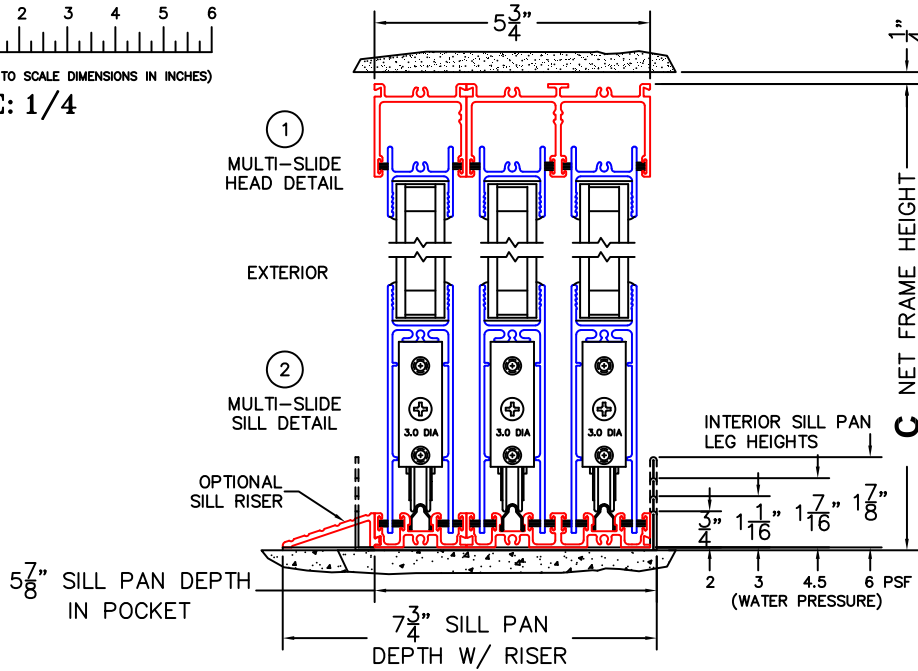 2 3 4 5 6
TO SCALE DIMENSIONS IN INCHES)
E: 1/4
5 3/4"
1/4"
1
MULTI-SLIDE
HEAD DETAIL
EXTERIOR
C NET FRAME HEIGHT
2
MULTI-SLIDE
SILL DETAIL
3.0 DIA 3.0 DIA 3.0 DIA
INTERIOR SILL PAN
LEG HEIGHTS
OPTIONAL
SILL RISER
3/4" 1 1/16" 1 7/16" 1 7/8"
2 3 4.5 6 PSF
(WATER PRESSURE)
5 7/8" SILL PAN DEPTH
IN POCKET
7 3/4" SILL PAN
DEPTH W/ RISER